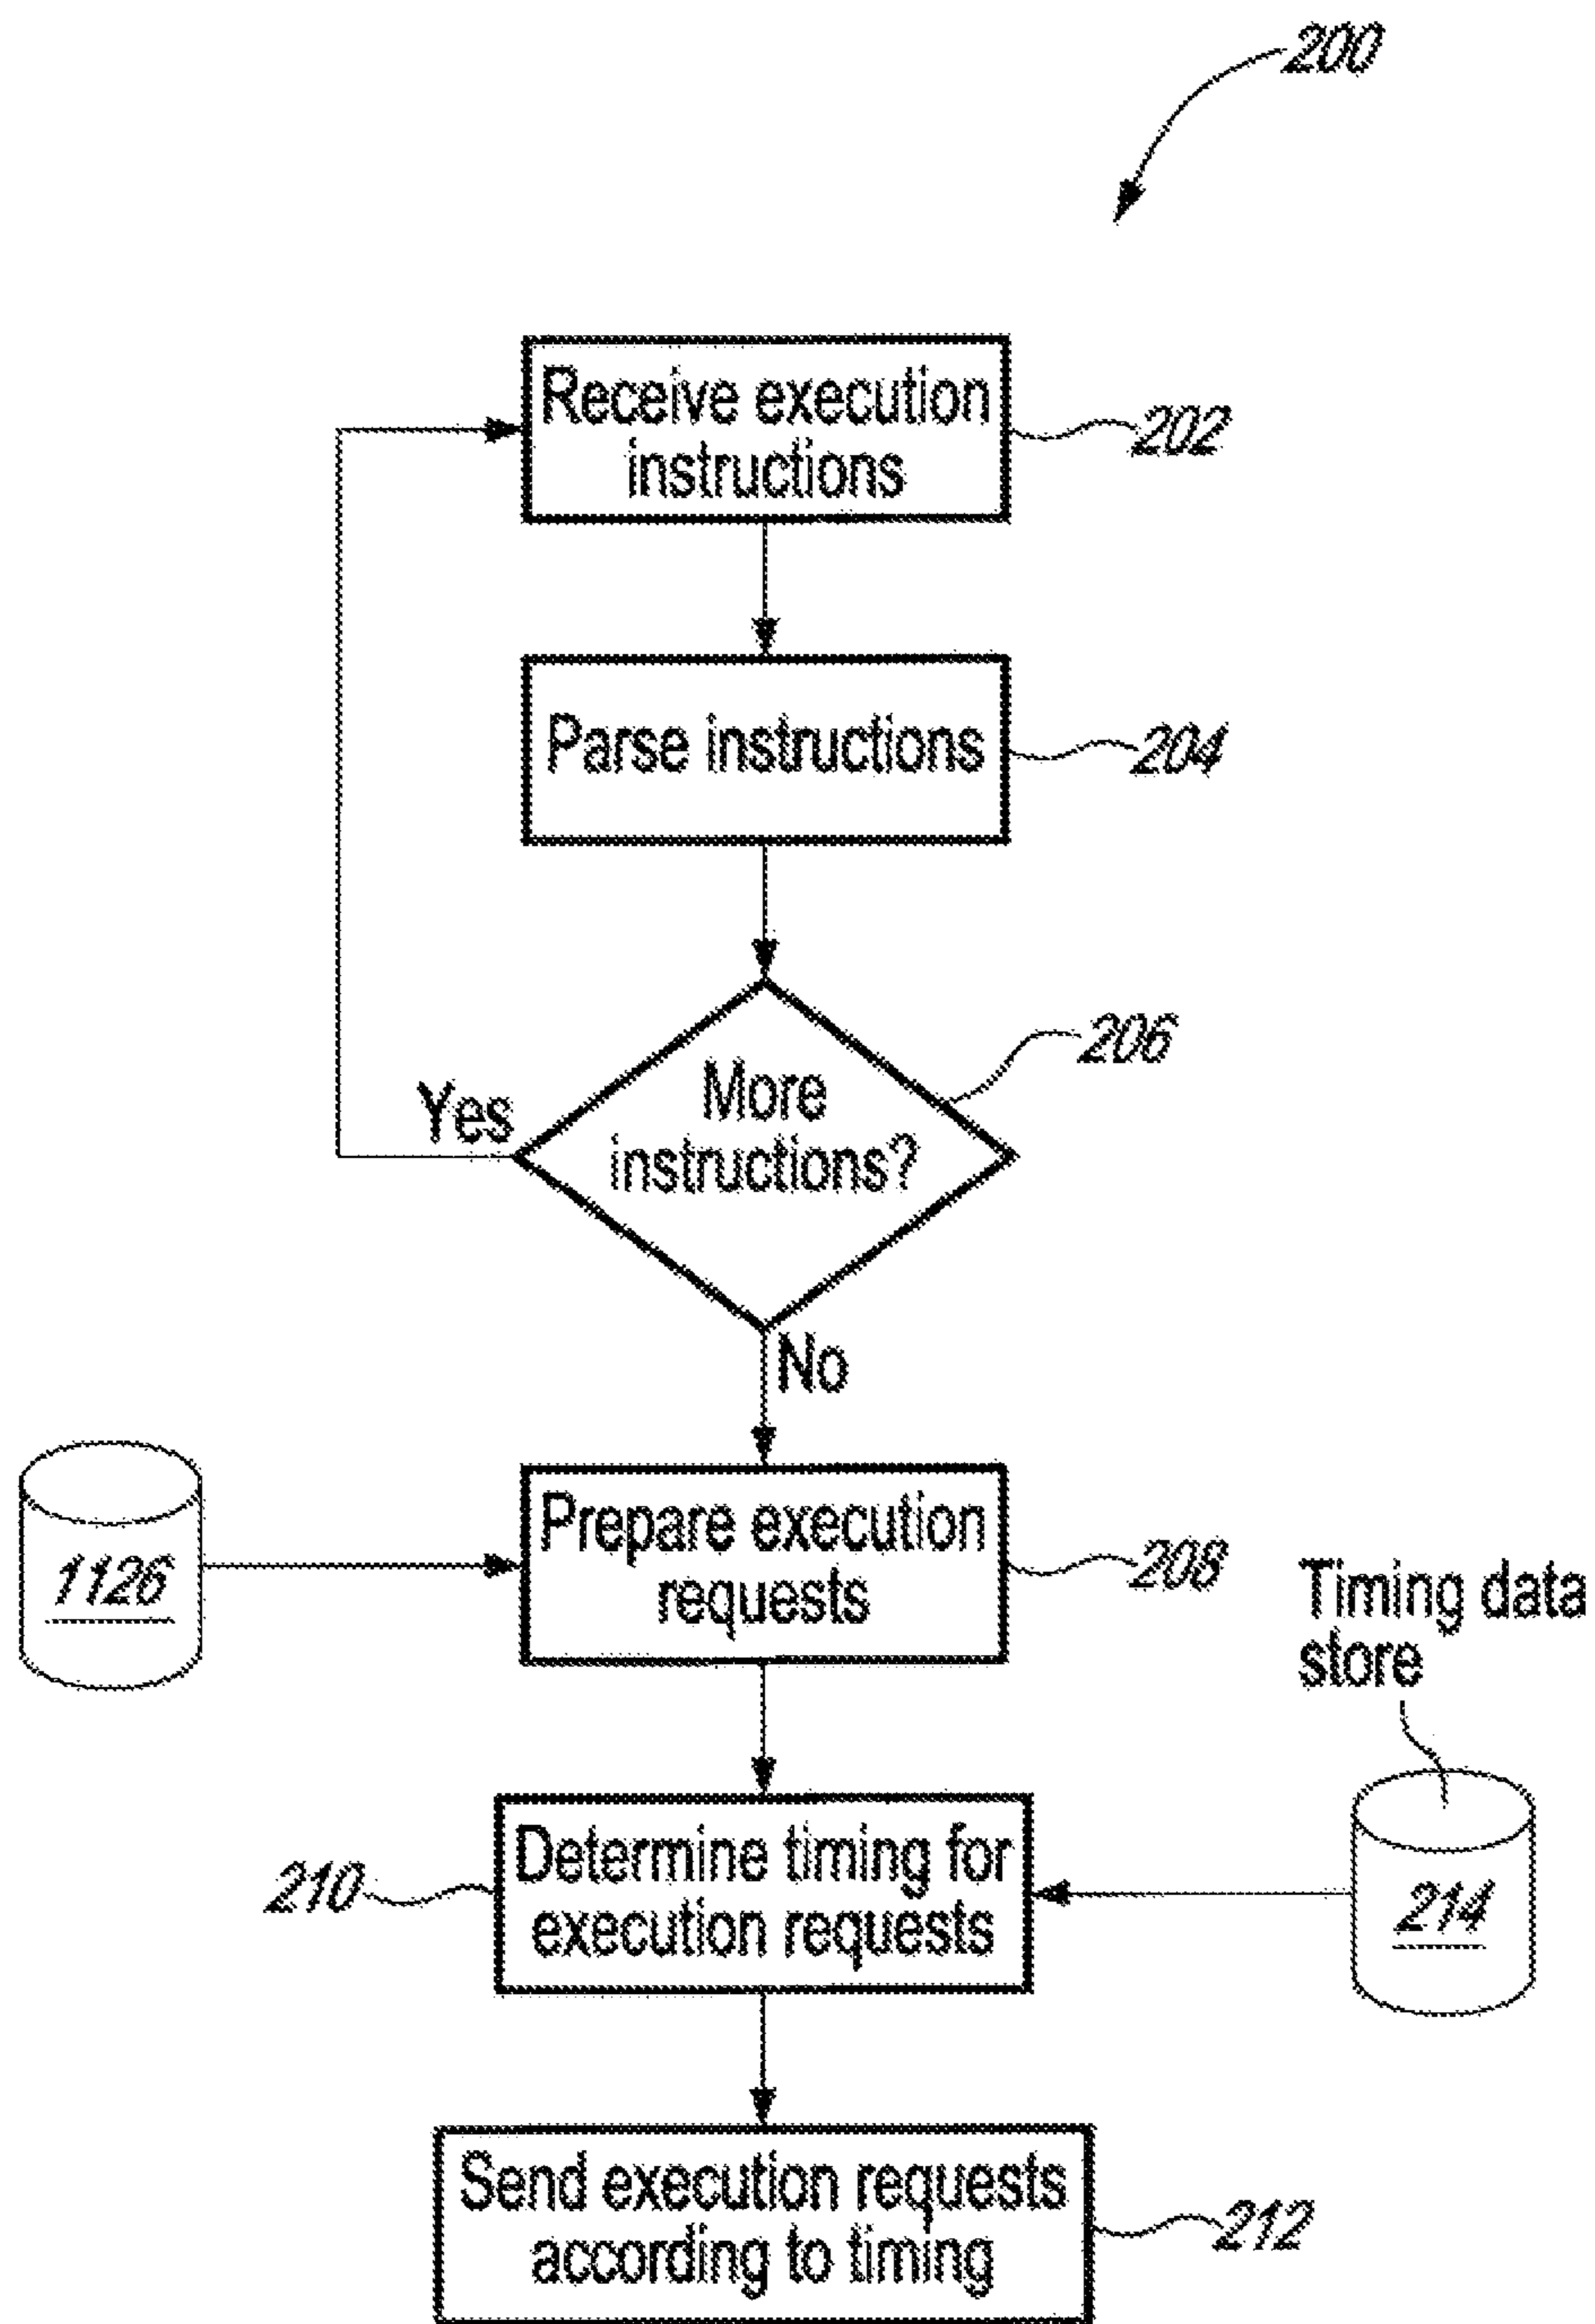 200
Receive execution
instructions
202
Parse instructions
204
206
More
instructions?
Yes
No
1126
Prepare execution
requests
208
Timing data
store
210
Determine timing for
execution requests
214
Send execution requests
according to timing
212